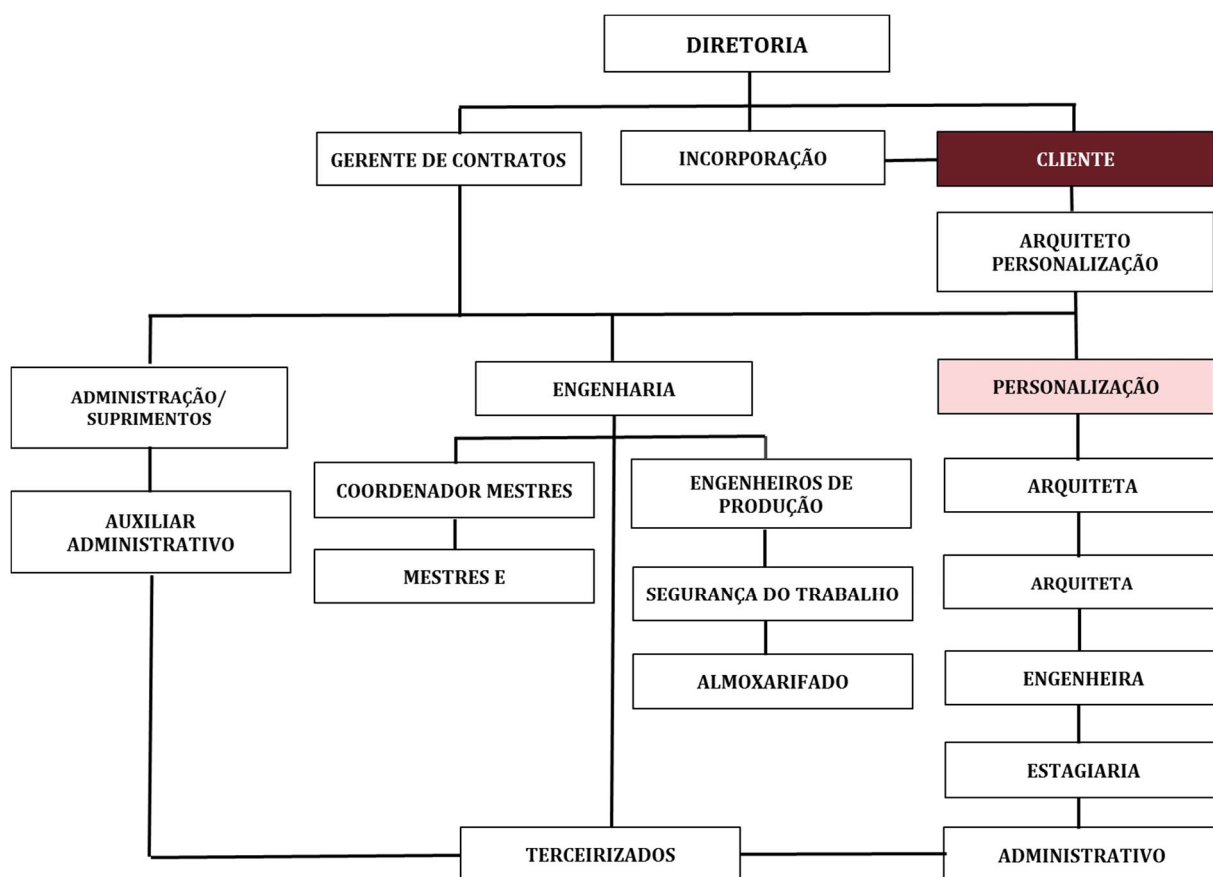 DIRETORIA
GERENTE DE CONTRATOS
INCORPORAÇÃO
CLIENTE
ARQUITETO
PERSONALIZAÇÃO
ADMINISTRAÇÃO/
SUPRIMENTOS
ENGENHARIA
PERSONALIZAÇÃO
COORDENADOR MESTRES
ENGENHEIROS DE
PRODUÇÃO
ARQUITETA
AUXILIAR
ADMINISTRATIVO
MESTRES E
SEGURANÇA DO TRABALHO
ARQUITETA
ALMOXARIFADO
ENGENHEIRA
ESTAGIARIA
TERCEIRIZADOS
ADMINISTRATIVO